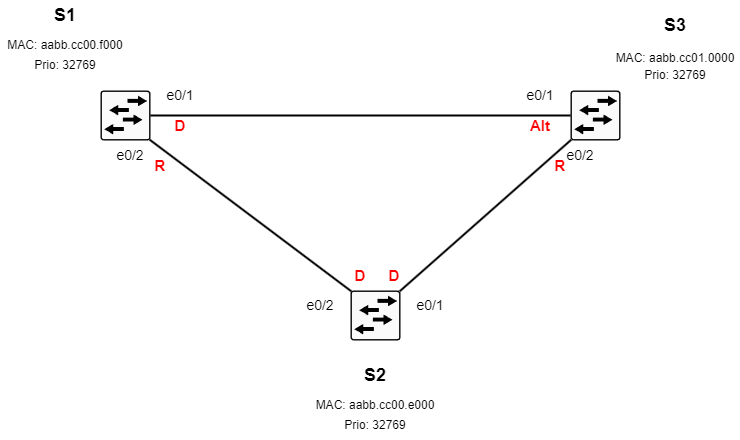 S1
MAC: aabb.cc00.f000
Prio: 32769
S3
MAC: aabb.cc01.0000
Prio: 32769
e0/1
e0/1
D
Alt
e0/2
R
e0/2
R
D
D
e0/2
e0/1
S2
MAC: aabb.cc00.e000
Prio: 32769